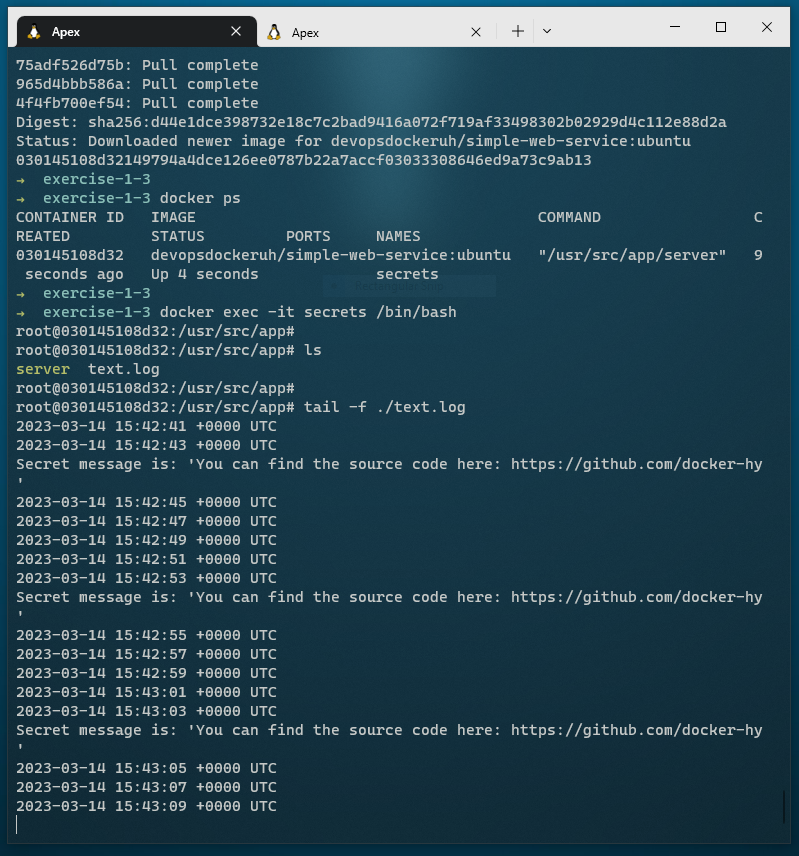 Apex
Apex
75adf526d75b: Pull complete
965d4bbb586a: Pull complete
4f4fb700ef54: Pull complete
Digest: sha256:d44e1dce398732e18c7c2bad9416a072f719af33498302b02929d4c112e88d2a
Status: Downloaded newer image for devopsdockeruh/simple-web-service:ubuntu
030145108d32149794a4dce126ee0787b22a7accf03033308646ed9a73c9ab13
→ exercise-1-3
→ exercise-1-3 docker ps
CONTAINER ID   IMAGE                                      COMMAND                 C
REATED         STATUS         PORTS     NAMES
030145108d32   devopsdockeruh/simple-web-service:ubuntu   "/usr/src/app/server"   9
 seconds ago   Up 4 seconds             secrets
→ exercise-1-3
→ exercise-1-3 docker exec -it secrets /bin/bash
root@030145108d32:/usr/src/app#
root@030145108d32:/usr/src/app# ls
server  text.log
root@030145108d32:/usr/src/app#
root@030145108d32:/usr/src/app# tail -f ./text.log
2023-03-14 15:42:41 +0000 UTC
2023-03-14 15:42:43 +0000 UTC
Secret message is: 'You can find the source code here: https://github.com/docker-hy
'
2023-03-14 15:42:45 +0000 UTC
2023-03-14 15:42:47 +0000 UTC
2023-03-14 15:42:49 +0000 UTC
2023-03-14 15:42:51 +0000 UTC
2023-03-14 15:42:53 +0000 UTC
Secret message is: 'You can find the source code here: https://github.com/docker-hy
'
2023-03-14 15:42:55 +0000 UTC
2023-03-14 15:42:57 +0000 UTC
2023-03-14 15:42:59 +0000 UTC
2023-03-14 15:43:01 +0000 UTC
2023-03-14 15:43:03 +0000 UTC
Secret message is: 'You can find the source code here: https://github.com/docker-hy
'
2023-03-14 15:43:05 +0000 UTC
2023-03-14 15:43:07 +0000 UTC
2023-03-14 15:43:09 +0000 UTC